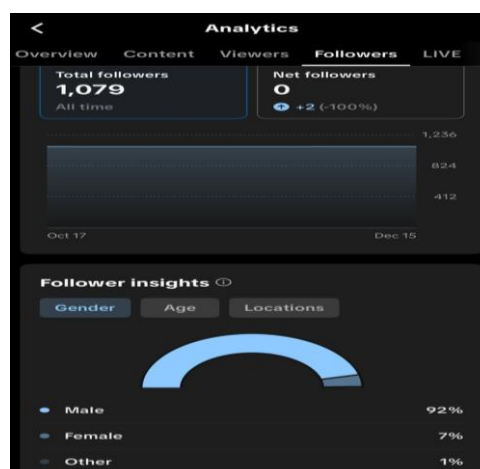 Analytics
Overview Content Viewers Followers LIVE
Total followers
1,079
All time
Net followers
0
+2 (-100%)
1,236
824
412
Oct 17 Dec 15
Follower insights
Gender Age Locations
Male 92%
Female 7%
Other 1%